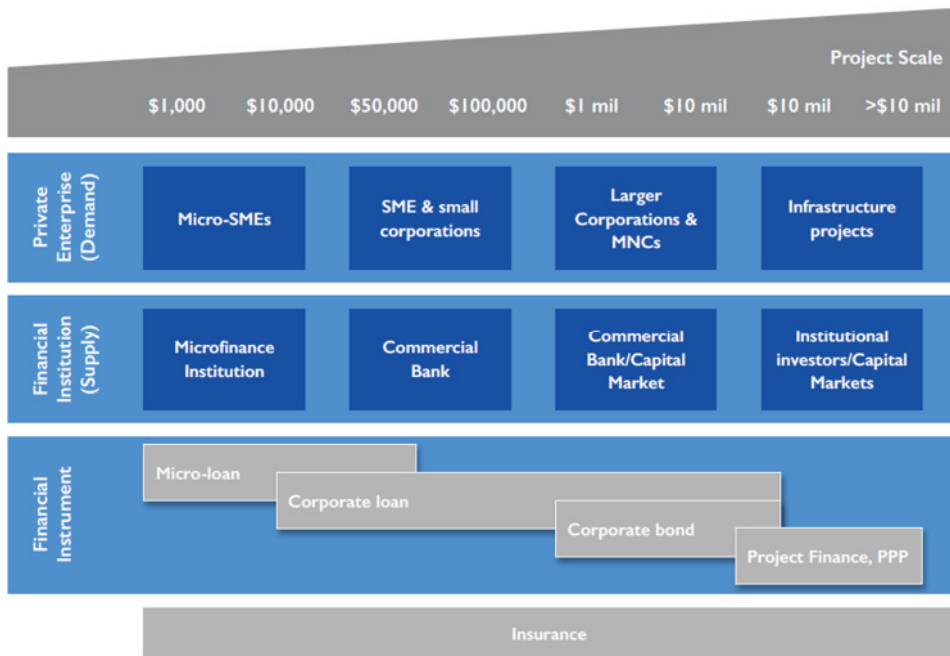 Project Scale
$1,000 $10,000 $50,000 $100,000 $1 mil $10 mil $10 mil >$10 mil
Private
Enterprise
(Demand)
Micro-SMEs
SME & small
corporations
Larger
Corporations &
MNCs
Infrastructure
projects
Financial
Institution
(Supply)
Microfinance
Institution
Commercial
Bank
Commercial
Bank/Capital
Market
Institutional
investors/Capital
Markets
Financial
Instrument
Micro-loan
Corporate loan
Corporate bond
Project Finance, PPP
Insurance